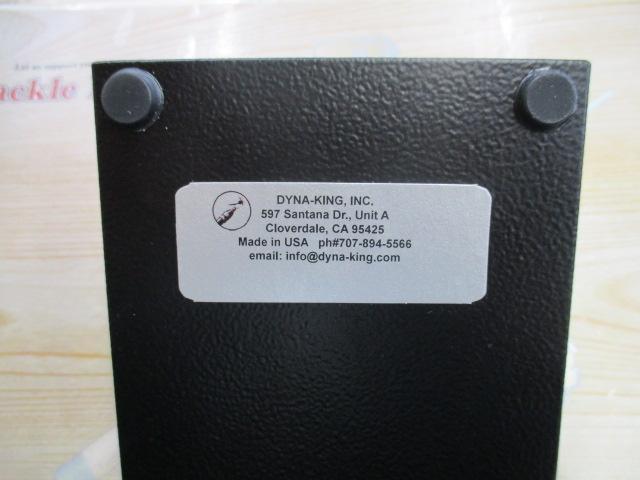 DYNA-KING, INC.
597 Santana Dr., Unit A
Cloverdale, CA 95425
Made in USA ph#707-894-5566
email: info@dyna-king.com